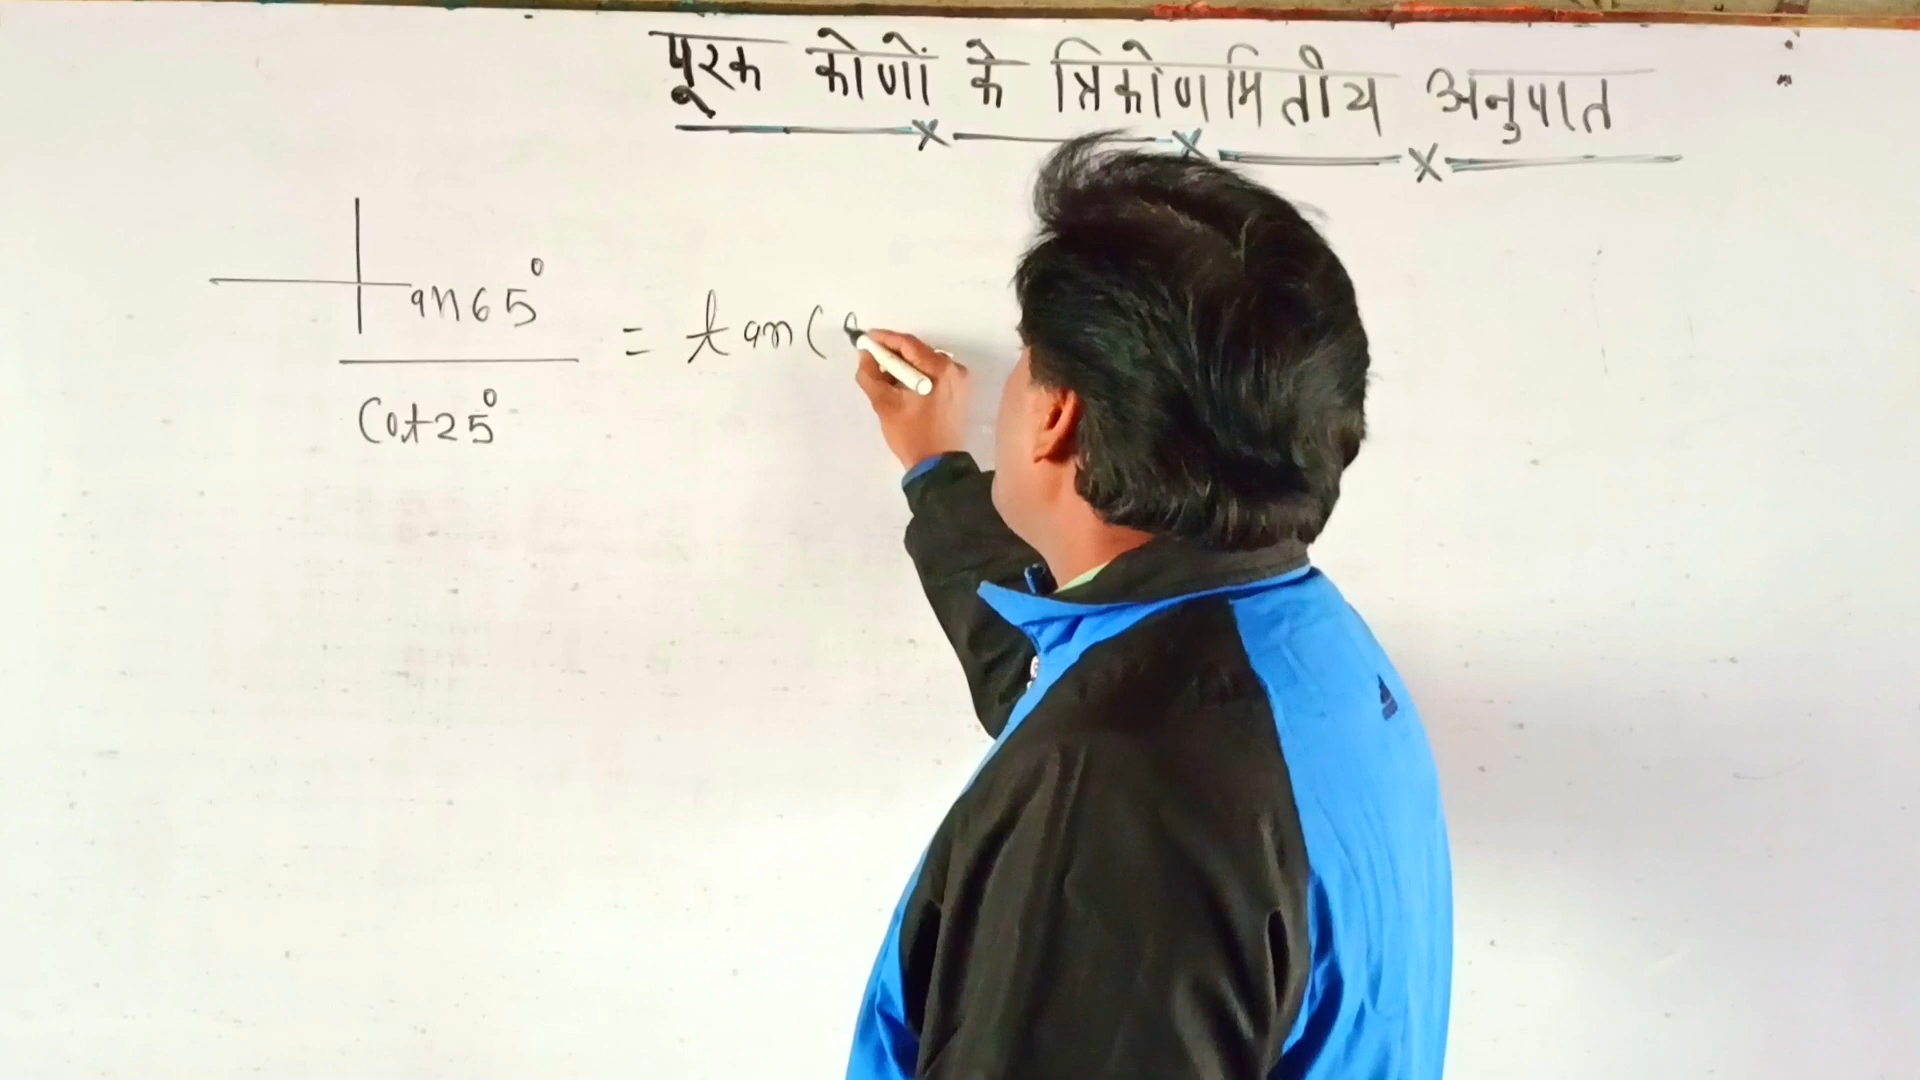 पूरक कोणों के त्रिकोणमितीय अनुपात
tan65° = tan(
Cot25°